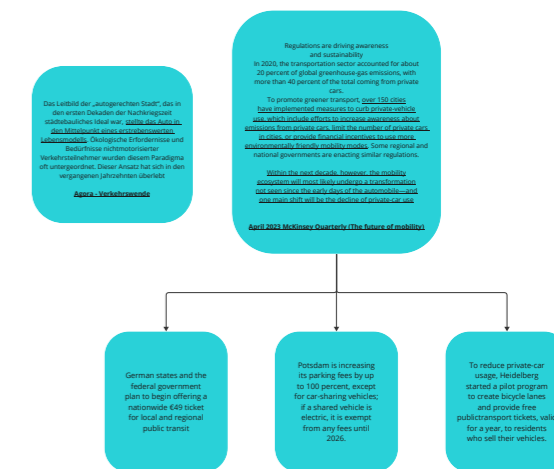 Das Leitbild der „autogerechten Stadt“, das in
den ersten Dekaden der Nachkriegszeit
städtebauliches Ideal war, stellte das Auto in
den Mittelpunkt eines erstrebenswerten
Lebensmodells. Ökologische Erfordernisse und
Bedürfnisse nichtmotorisierter
Verkehrsteilnehmer wurden diesem Paradigma
oft untergeordnet. Dieser Ansatz hat sich in den
vergangenen Jahrzehnten überlebt
Agora - Verkehrswende
Regulations are driving awareness
and sustainability
In 2020, the transportation sector accounted for about
20 percent of global greenhouse-gas emissions, with
more than 40 percent of the total coming from private
cars.
To promote greener transport, over 150 cities
have implemented measures to curb private-vehicle
use, which include efforts to increase awareness about
emissions from private cars, limit the number of private cars
in cities, or provide financial incentives to use more
environmentally friendly mobility modes. Some regional and
national governments are enacting similar regulations.
Within the next decade, however, the mobility
ecosystem will most likely undergo a transformation
not seen since the early days of the automobile—and
one main shift will be the decline of private-car use
April 2023 McKinsey Quarterly (The future of mobility)
German states and the
federal government
plan to begin offering a
nationwide €49 ticket
for local and regional
public transit
Potsdam is increasing
its parking fees by up
to 100 percent, except
for car-sharing vehicles;
if a shared vehicle is
electric, it is exempt
from any fees until
2026.
To reduce private-car
usage, Heidelberg
started a pilot program
to create bicycle lanes
and provide free
publictransport tickets, valid
for a year, to residents
who sell their vehicles.